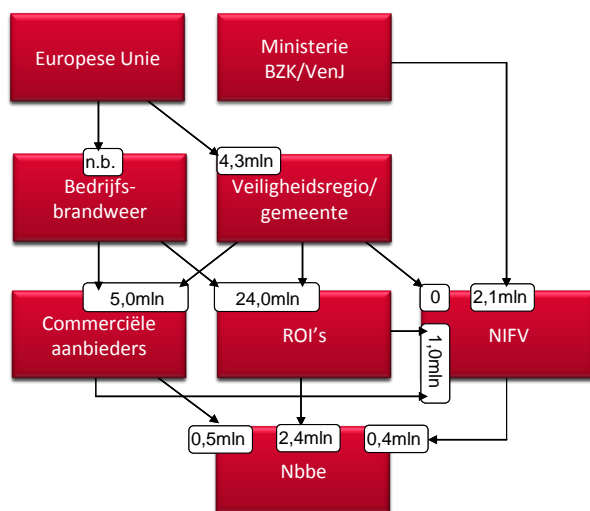 Europese Unie
Ministerie
BZK/VenJ
n.b.
Bedrijfs-
brandweer
4,3mln
Veiligheidsregio/
gemeente
5,0mln
Commerciële
aanbieders
24,0mln
ROI's
0
2,1mln
1,0mln
NIFV
0,5mln
2,4mln
0,4mln
Nbbe